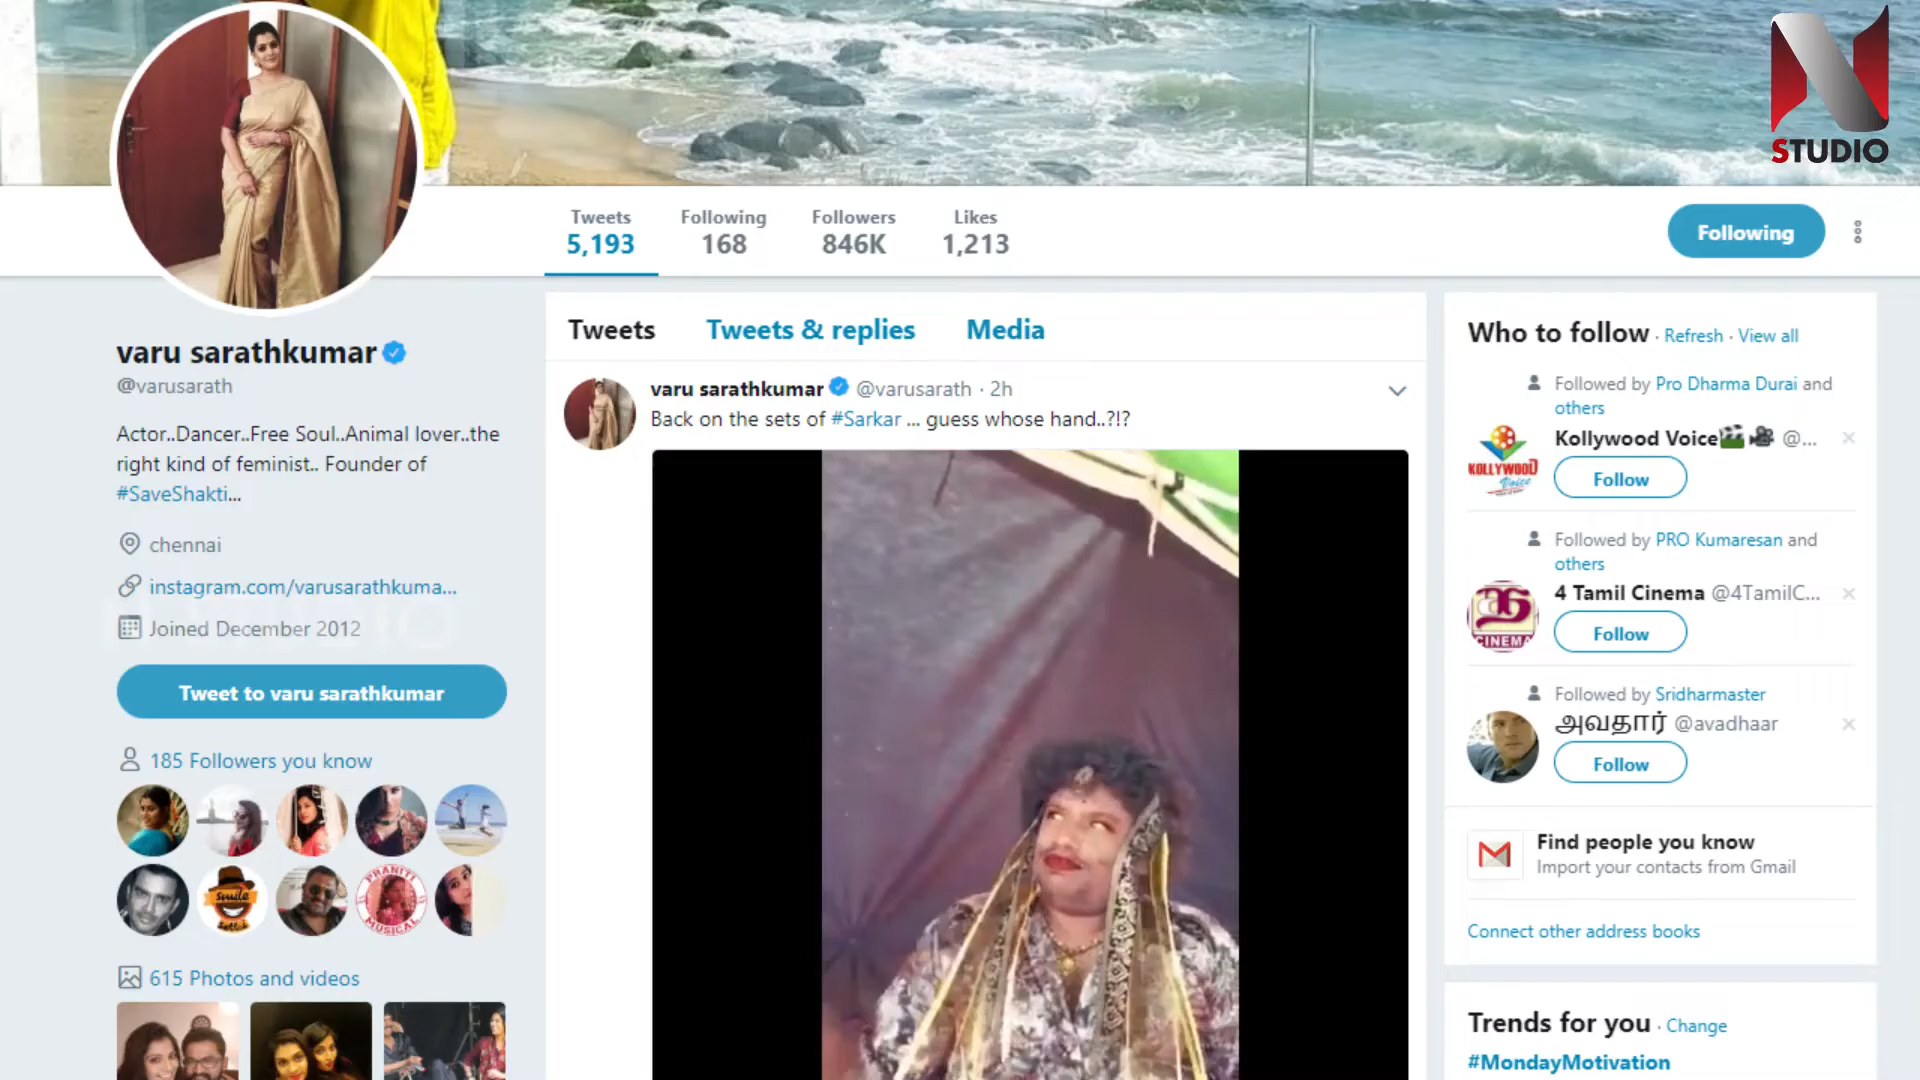 STUDIO
Tweets
5,193
Following
168
Followers
846K
Likes
1,213
Following
varu sarathkumar
@varusarath
Actor..Dancer..Free Soul..Animal lover..the
right kind of feminist.. Founder of
#SaveShakti...
chennai
instagram.com/varusarathkuma...
Joined December 2012
Tweet to varu sarathkumar
185 Followers you know
Smile
PRANITI
MUSICAL
615 Photos and videos
Tweets Tweets & replies Media
varu sarathkumar @varusarath · 2h
Back on the sets of #Sarkar ... guess whose hand..?!?
Who to follow · Refresh · View all
Followed by Pro Dharma Durai and
others
Kollywood Voice @...
KOLLYWOOD
Voice
Follow
Followed by PRO Kumaresan and
others
4 Tamil Cinema @4TamilC...
CINEMA
Follow
Followed by Sridharmaster
அவதார் @avadhaar
Follow
Find people you know
Import your contacts from Gmail
Connect other address books
Trends for you · Change
#MondayMotivation